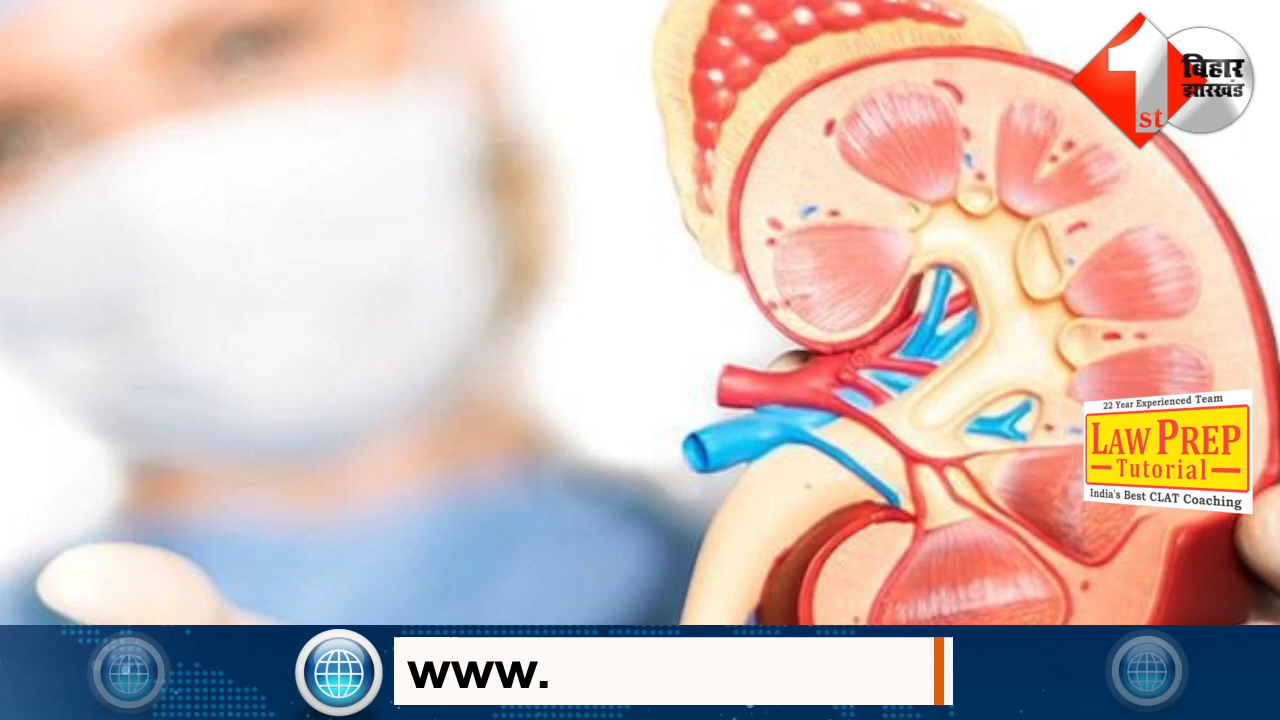 1st
बिहार
झारखंड
22 Year Experienced Team
LAW PREP
Tutorial
India's Best CLAT Coaching
www.